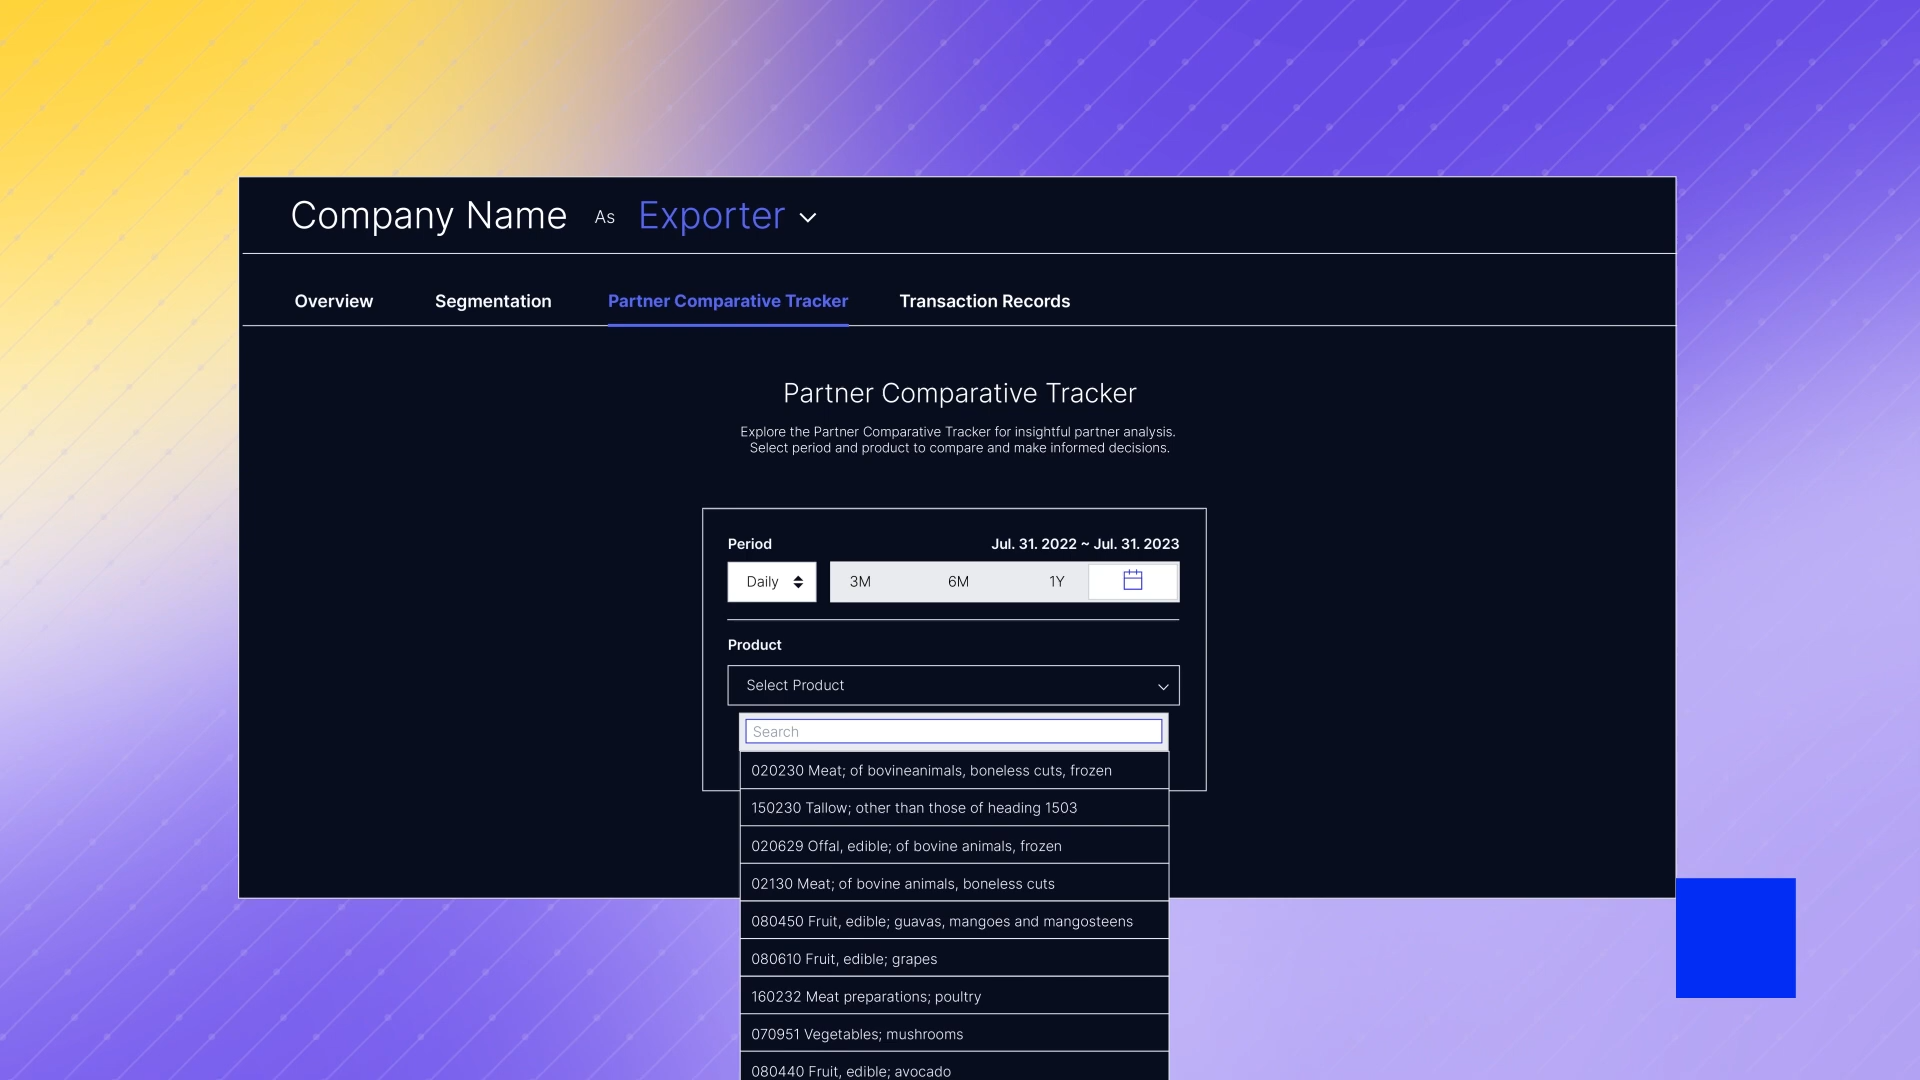 Company Name As Exporter
Overview Segmentation Partner Comparative Tracker Transaction Records
Partner Comparative Tracker
Explore the Partner Comparative Tracker for insightful partner analysis.
Select period and product to compare and make informed decisions.
Period Jul. 31. 2022 ~ Jul. 31. 2023
Daily 3M 6M 1Y
Product
Select Product
Search
020230 Meat; of bovineanimals, boneless cuts, frozen
150230 Tallow; other than those of heading 1503
020629 Offal, edible; of bovine animals, frozen
02130 Meat; of bovine animals, boneless cuts
080450 Fruit, edible; guavas, mangoes and mangosteens
080610 Fruit, edible; grapes
160232 Meat preparations; poultry
070951 Vegetables; mushrooms
080440 Fruit, edible; avocado